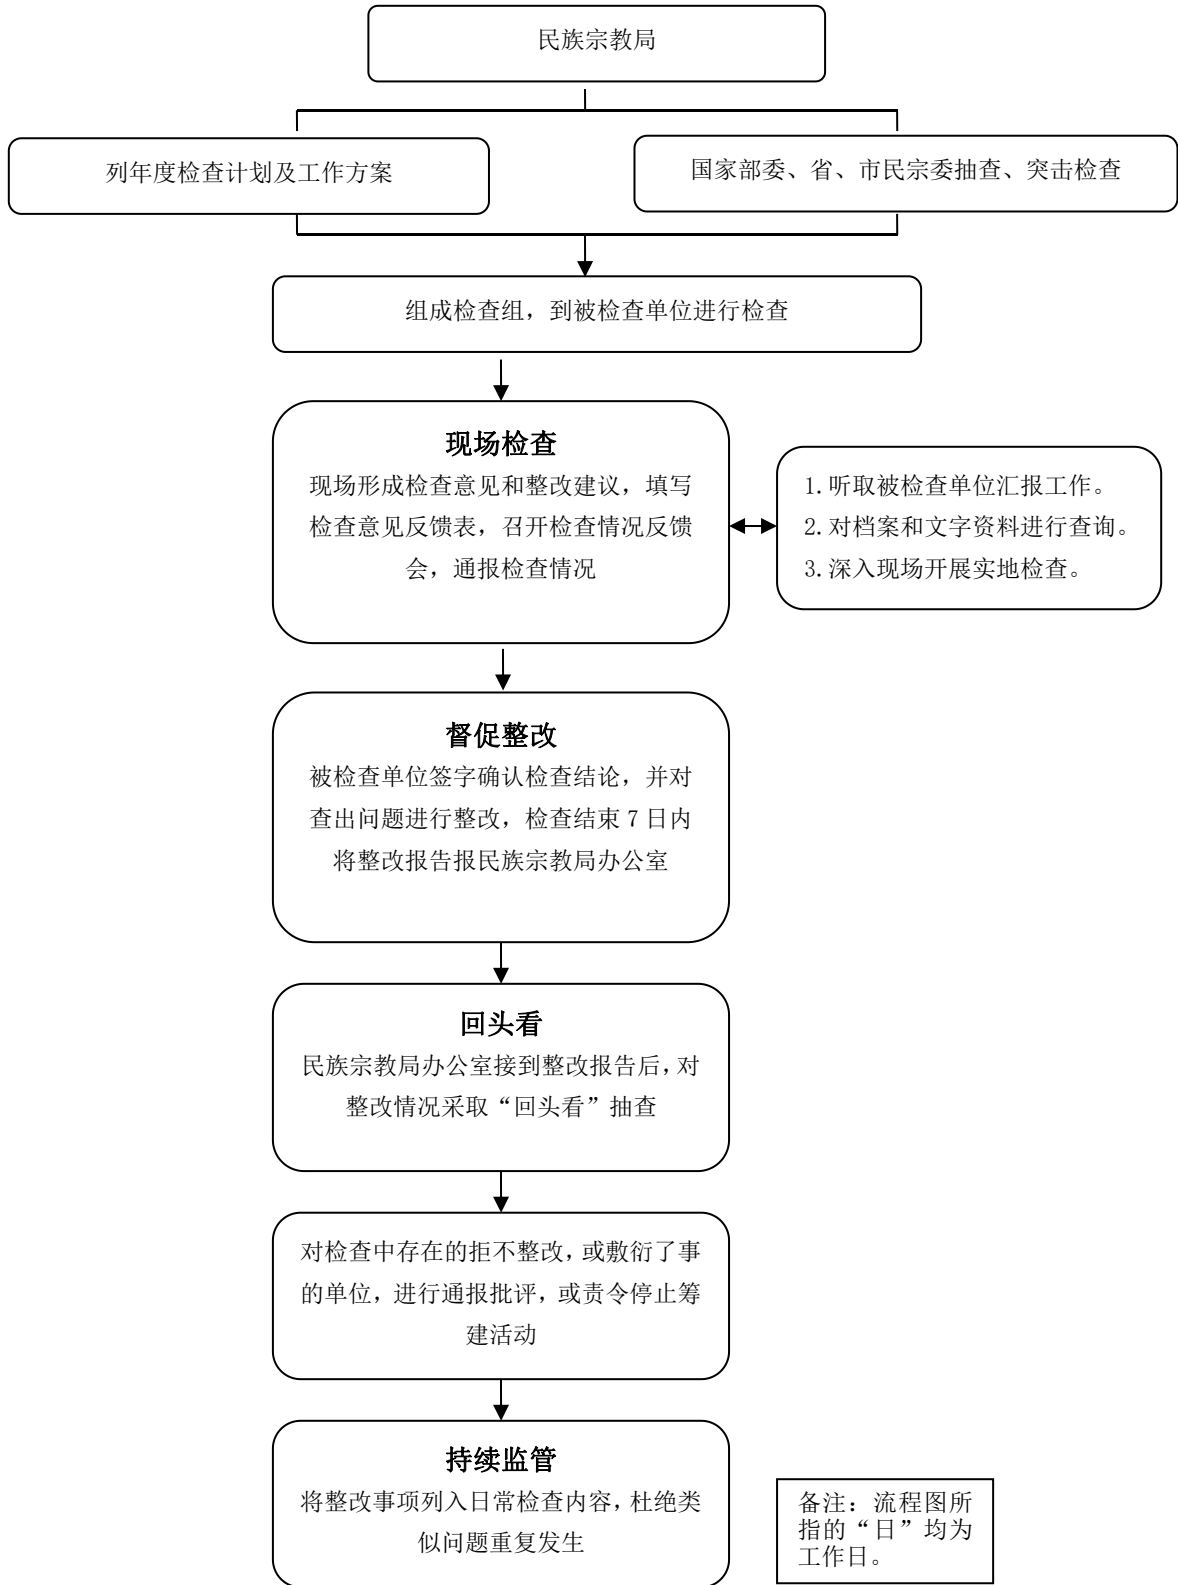 民族宗教局
列年度检查计划及工作方案
国家部委、省、市民宗委抽查、突击检查
组成检查组，到被检查单位进行检查
现场检查
现场形成检查意见和整改建议，填写
检查意见反馈表，召开检查情况反馈
会，通报检查情况
1.听取被检查单位汇报工作。
2.对档案和文字资料进行查询。
3.深入现场开展实地检查。
督促整改
被检查单位签字确认检查结论，并对
查出问题进行整改，检查结束 7 日内
将整改报告报民族宗教局办公室
回头看
民族宗教局办公室接到整改报告后，对
整改情况采取“回头看”抽查
对检查中存在的拒不整改，或敷衍了事
的单位，进行通报批评，或责令停止筹
建活动
持续监管
将整改事项列入日常检查内容，杜绝类
似问题重复发生
备注：流程图所
指的“日”均为
工作日。